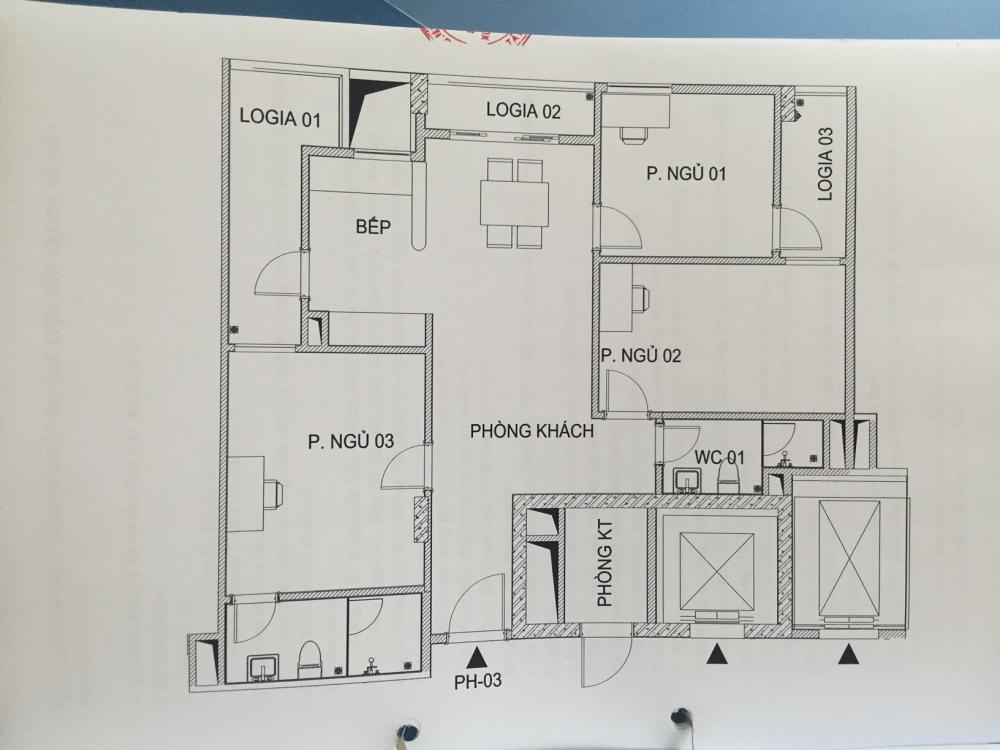 LOGIA 01
LOGIA 02
LOGIA 03
P. NGỦ 01
BẾP
P. NGỦ 02
P. NGỦ 03
PHÒNG KHÁCH
WC 01
PHÒNG KT
PH-03